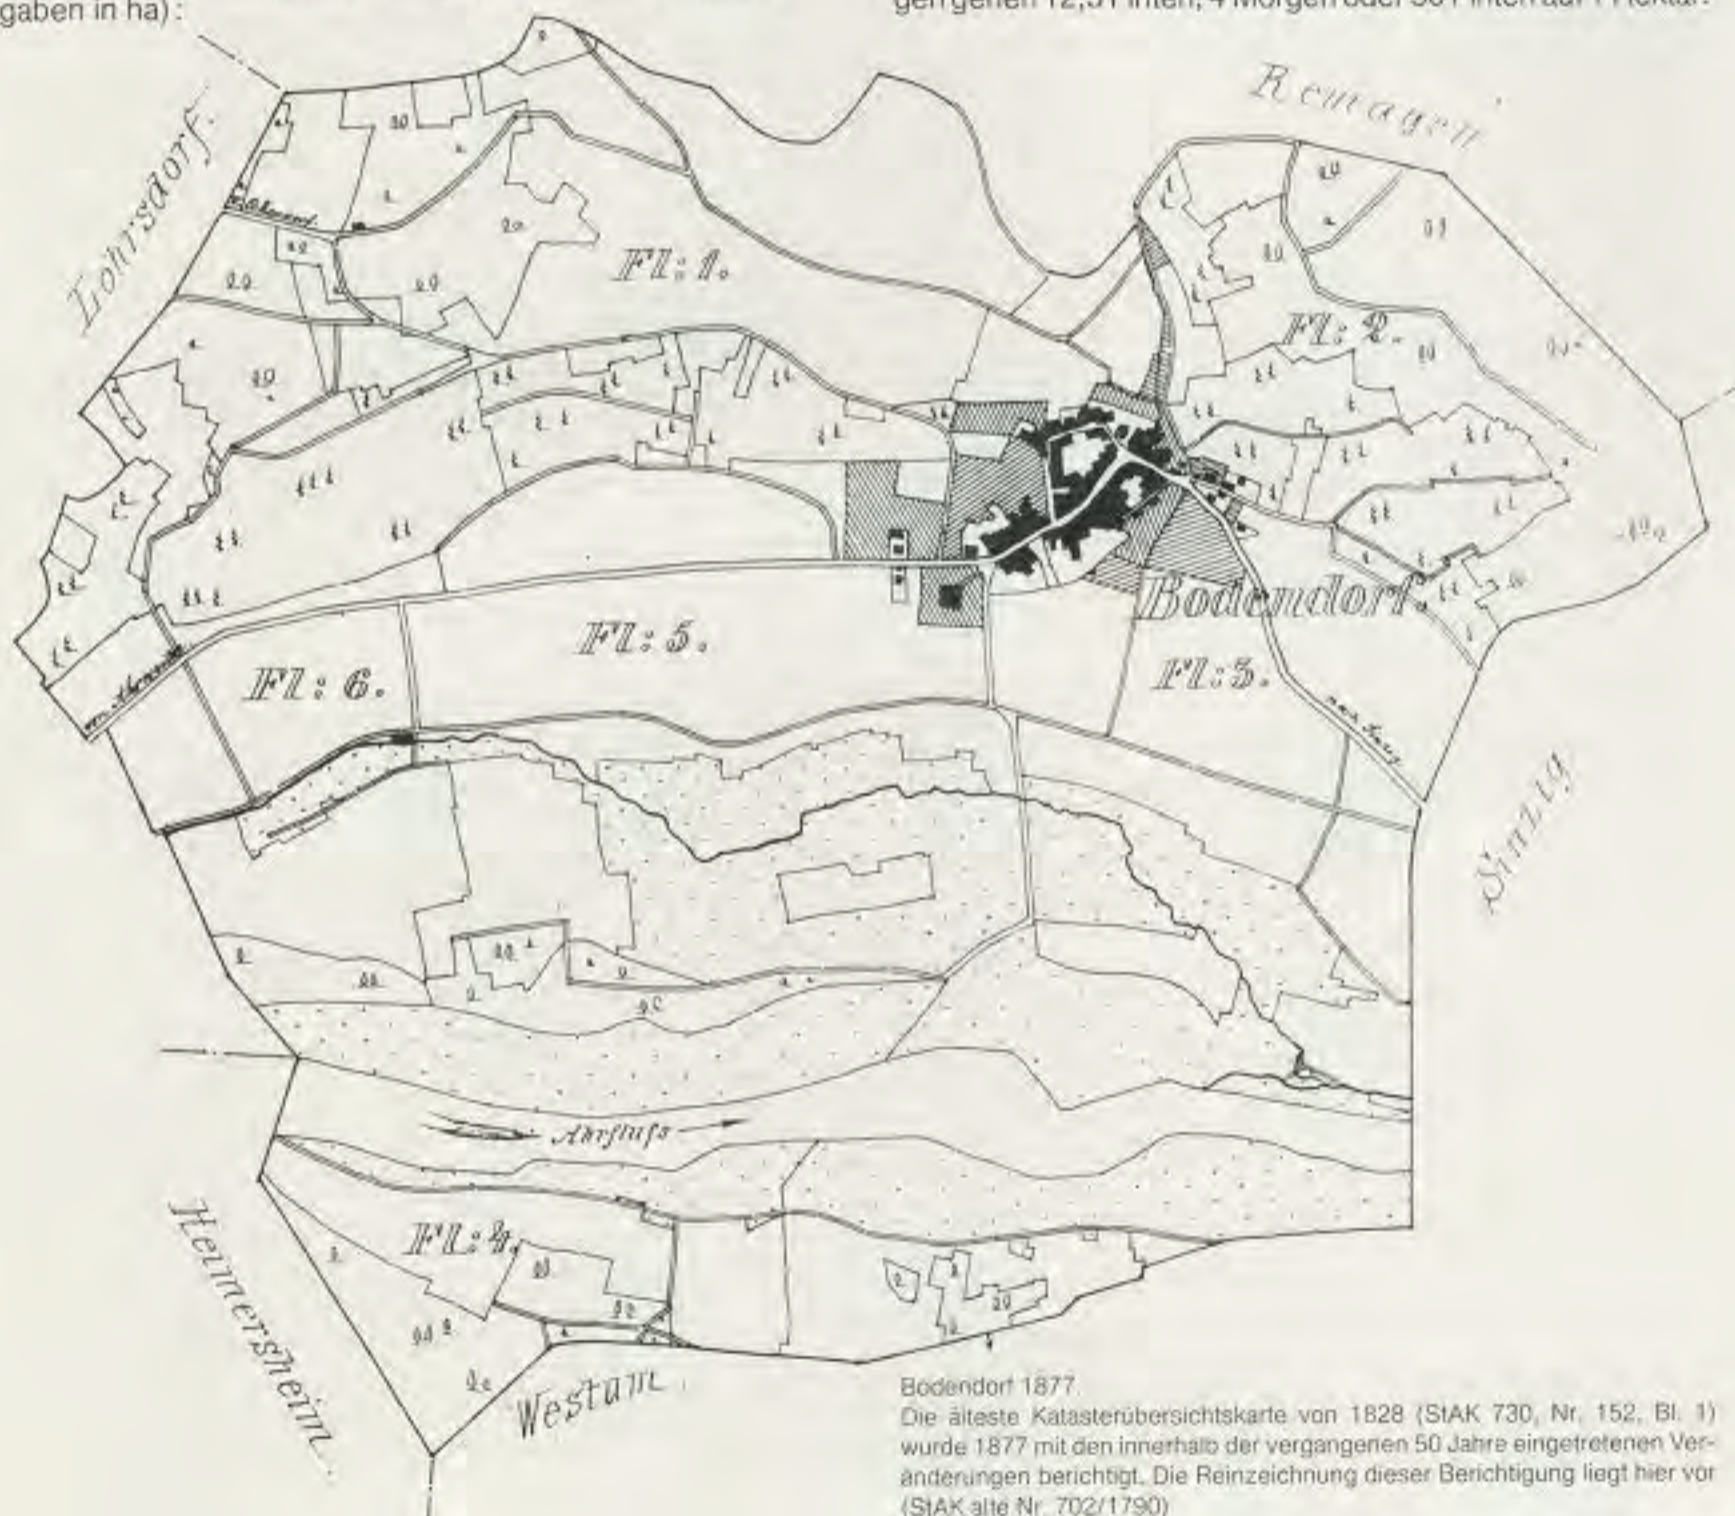 gaben in ha):
Remagen
Lohrsdorf.
Fl: 1.
Fl: 2.
Bodendorf.
Fl: 5.
Fl: 6.
Fl: 3.
nach Sinzig
Sinzig
Ahrfluss
Fl: 4.
Heimersheim.
Westum.
Bodendorf 1877.
Die älteste Katasterübersichtskarte von 1828 (StAK 730, Nr. 152, Bl. 1)
wurde 1877 mit den innerhalb der vergangenen 50 Jahre eingetretenen Ver-
änderungen berichtigt. Die Reinzeichnung dieser Berichtigung liegt hier vor
(StAK alte Nr. 702/1790)